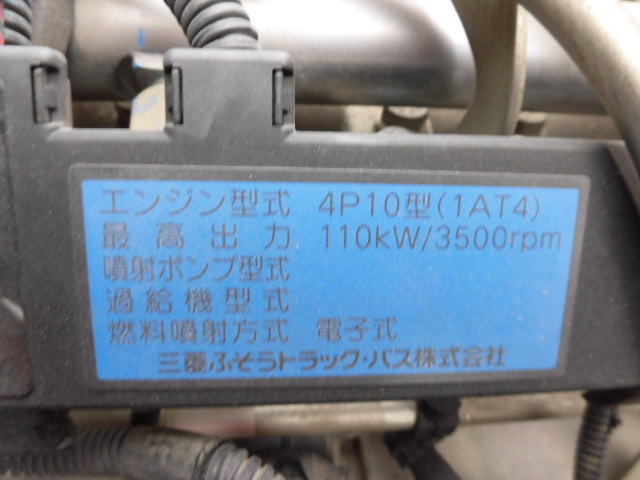 エンジン型式 4P10型(1AT4)
最高出力 110kW/3500rpm
噴射ポンプ型式
過給機型式
燃料噴射方式 電子式
三菱ふそうトラック・バス株式会社